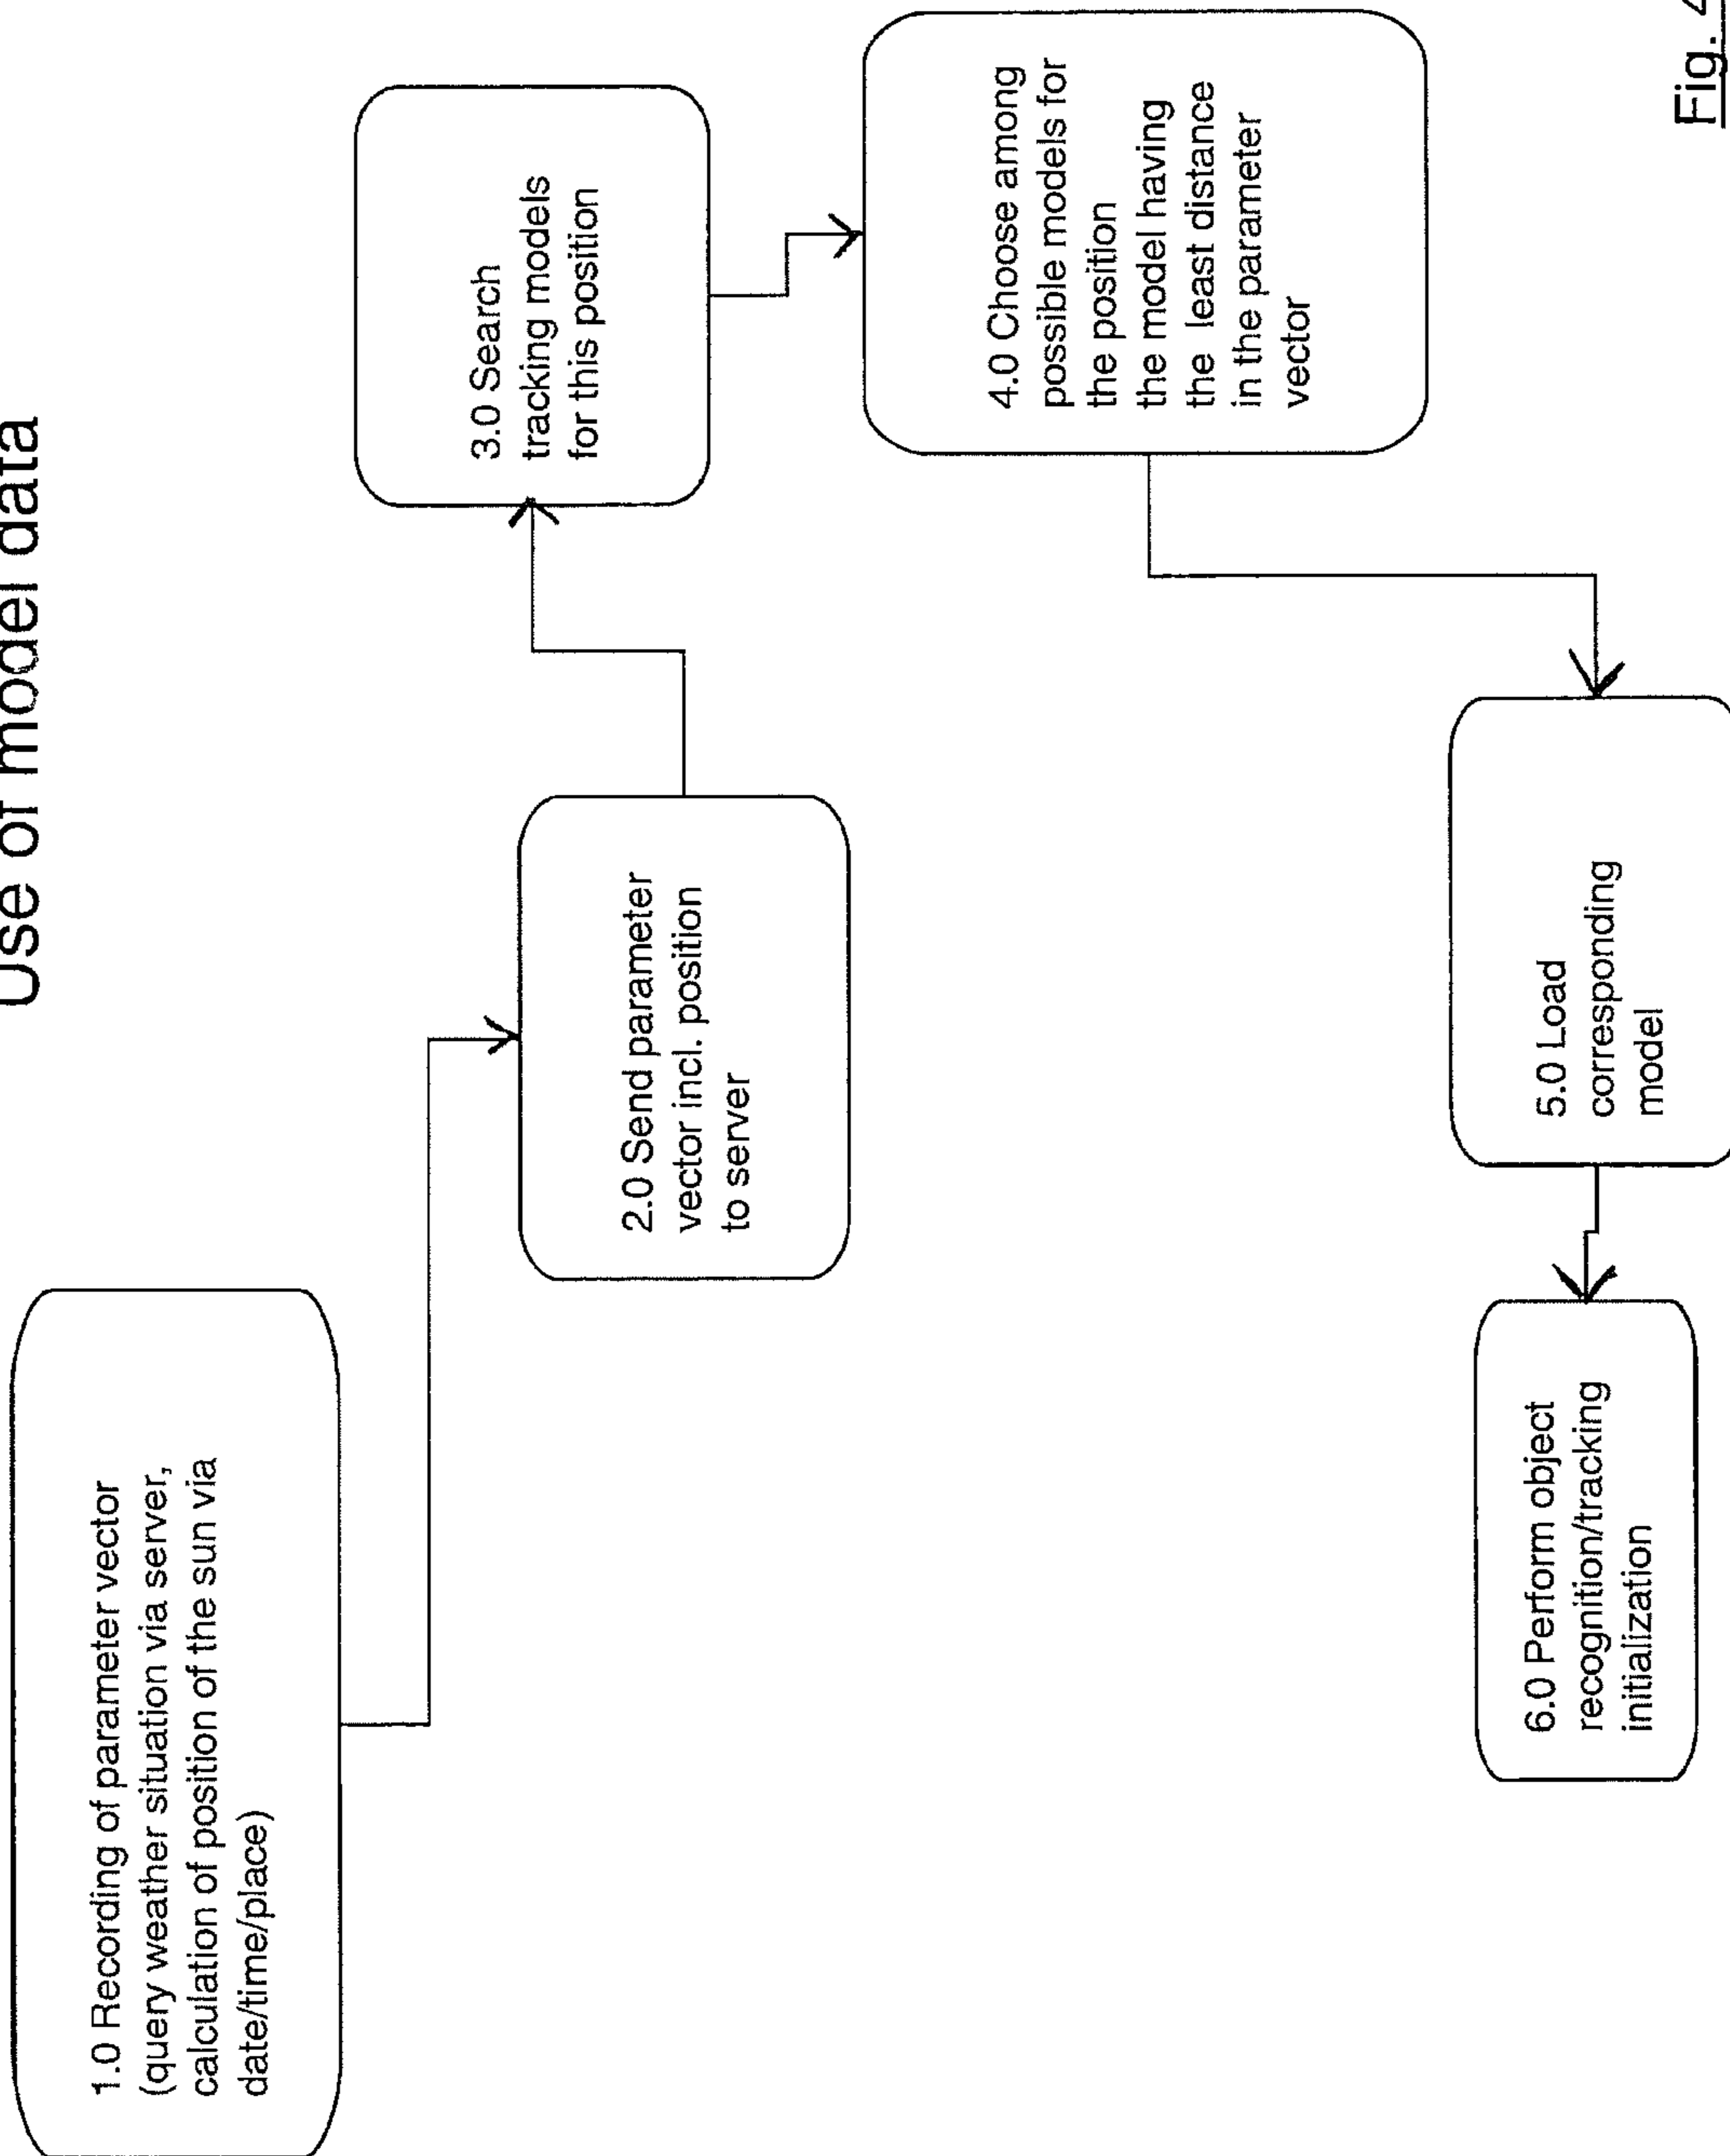 Use of model data
1.0 Recording of parameter vector
(query weather situation via server,
calculation of position of the sun via
date/time/place)
2.0 Send parameter
vector incl. position
to server
3.0 Search
tracking models
for this position
4.0 Choose among
possible models for
the position
the model having
the least distance
in the parameter
vector
5.0 Load
corresponding
model
6.0 Perform object
recognition/tracking
initialization
Fig. 4